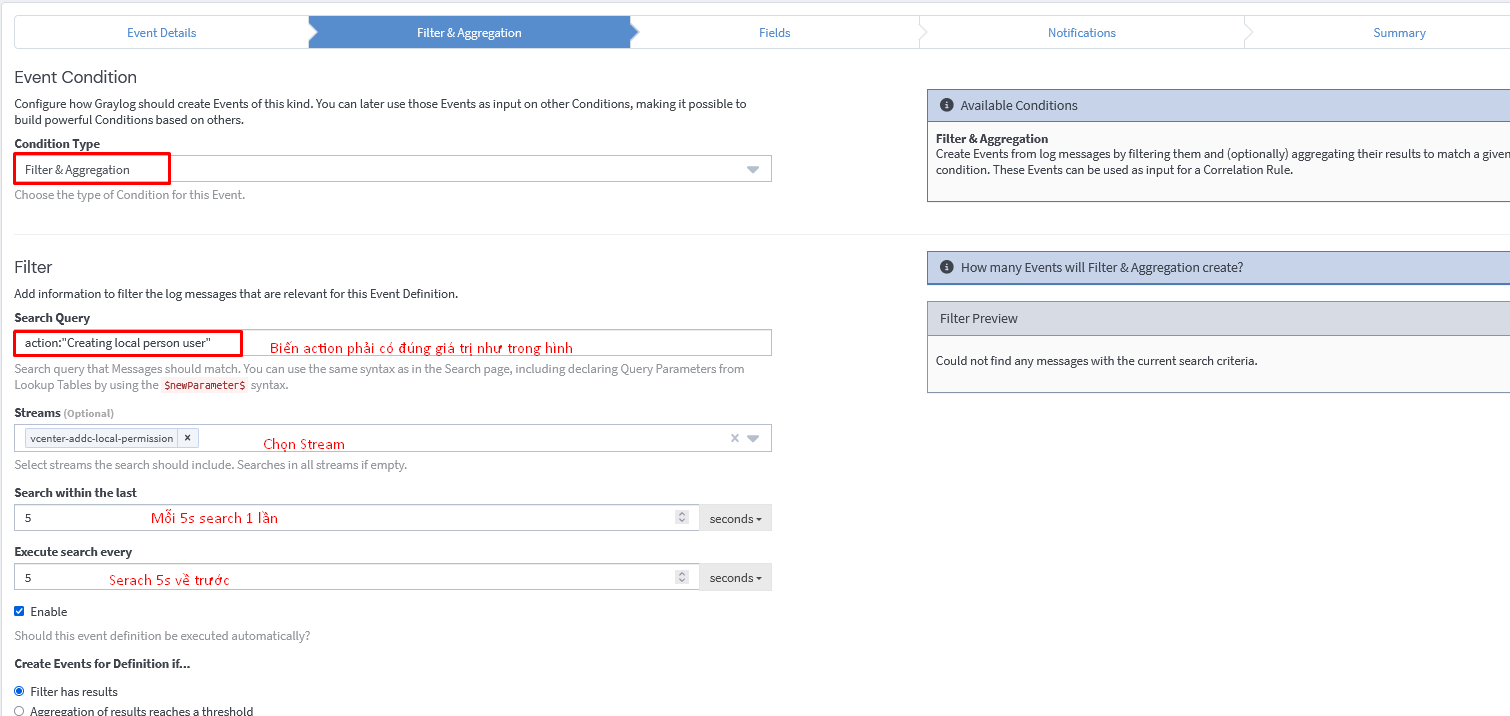 Event Details
Filter & Aggregation
Fields
Notifications
Summary
Event Condition
Configure how Graylog should create Events of this kind. You can later use those Events as input on other Conditions, making it possible to
build powerful Conditions based on others.
Condition Type
Filter & Aggregation
Choose the type of Condition for this Event.
Available Conditions
Filter & Aggregation
Create Events from log messages by filtering them and (optionally) aggregating their results to match a given
condition. These Events can be used as input for a Correlation Rule.
Filter
Add information to filter the log messages that are relevant for this Event Definition.
Search Query
action:"Creating local person user"
Biến action phải có đúng giá trị như trong hình
Search query that Messages should match. You can use the same syntax as in the Search page, including declaring Query Parameters from
Lookup Tables by using the $newParameter$ syntax.
How many Events will Filter & Aggregation create?
Filter Preview
Could not find any messages with the current search criteria.
Streams (Optional)
vcenter-addc-local-permission ×
Chọn Stream
Select streams the search should include. Searches in all streams if empty.
Search within the last
5
Mỗi 5s search 1 lần
seconds
Execute search every
5
Serach 5s về trước
seconds
Enable
Should this event definition be executed automatically?
Create Events for Definition if...
Filter has results
Aggregation of results reaches a threshold